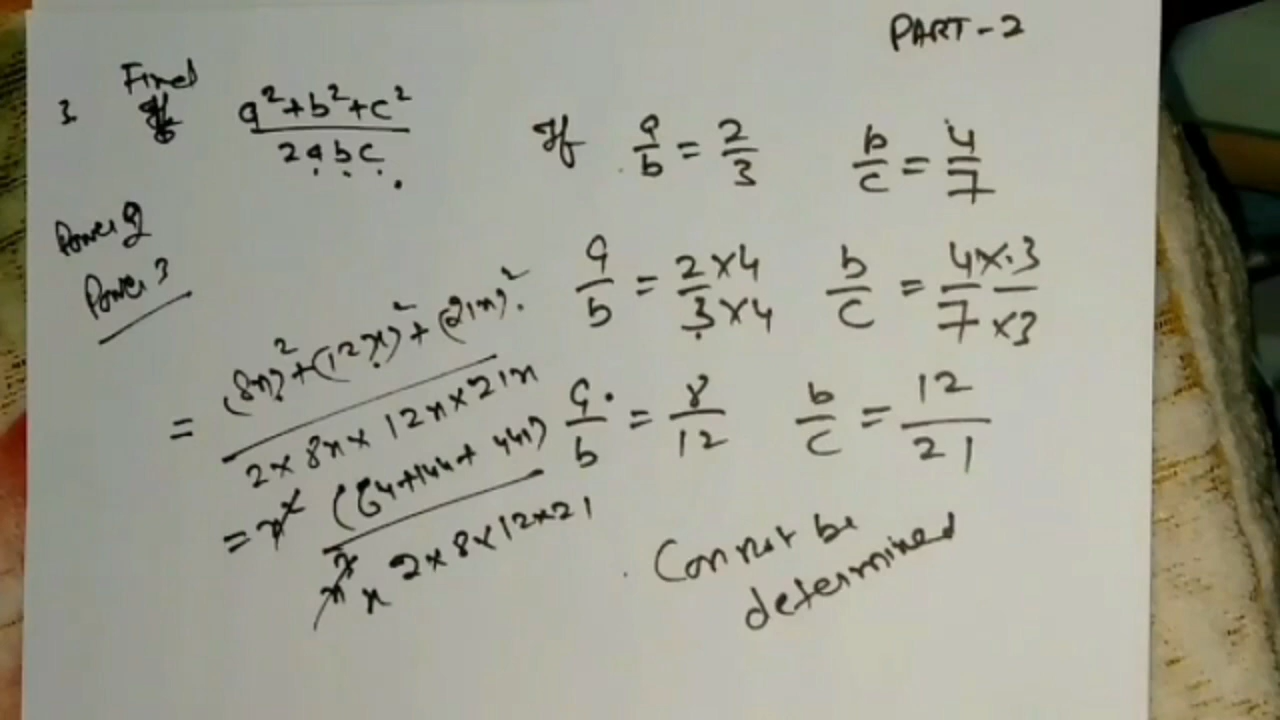 PART-2
3 Find a²+b²+c² / 2abc If a/b = 2/3 b/c = 4/7
Power 2
Power 3
a/b = 2×4 / 3×4 b/c = 4×3 / 7×3
= (8x)²+(12x)²+(21x)² / 2×8x×12x×21x
a/b = 8/12 b/c = 12/21
= x² (64+144+441) / x² x 2×8×12×21
Cannot be
determined